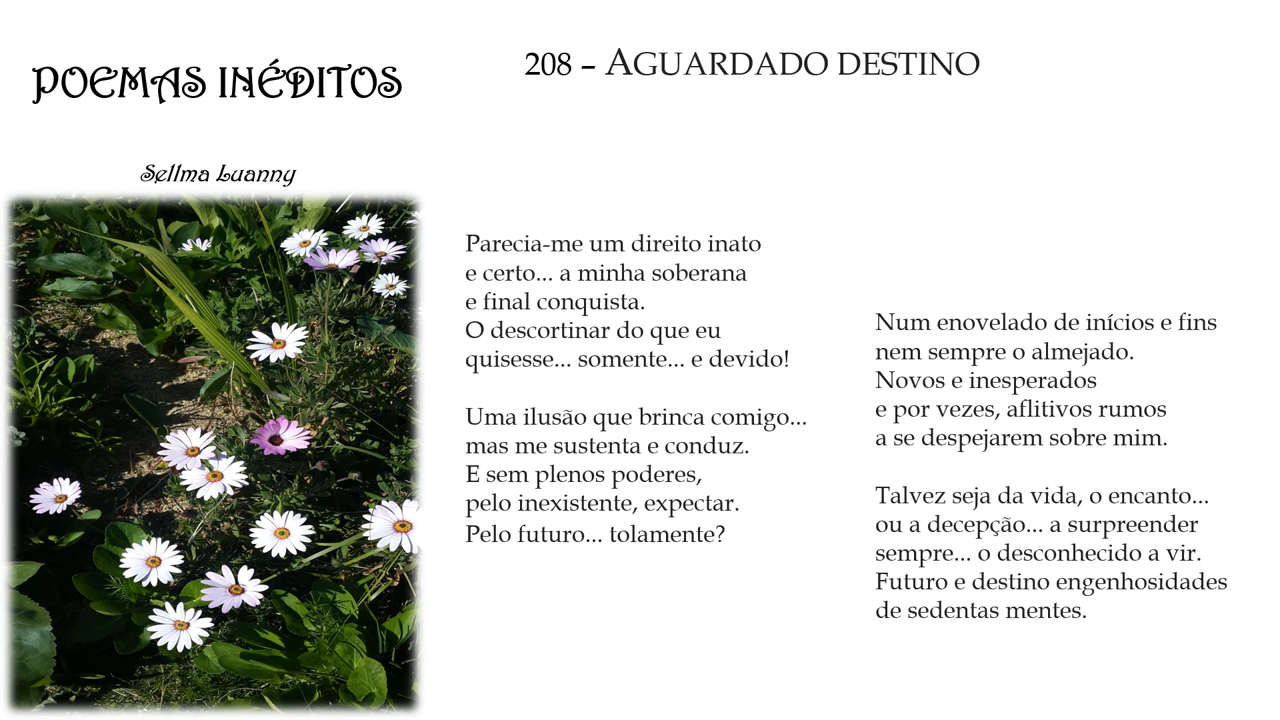 POEMAS INÉDITOS
Sellma Luanny
208 – AGUARDADO DESTINO
Parecia-me um direito inato
e certo... a minha soberana
e final conquista.
O descortinar do que eu
quisesse... somente... e devido!
Uma ilusão que brinca comigo...
mas me sustenta e conduz.
E sem plenos poderes,
pelo inexistente, expectar.
Pelo futuro... tolamente?
Num enovelado de inícios e fins
nem sempre o almejado.
Novos e inesperados
e por vezes, aflitivos rumos
a se despejarem sobre mim.
Talvez seja da vida, o encanto...
ou a decepção... a surpreender
sempre... o desconhecido a vir.
Futuro e destino engenhosidades
de sedentas mentes.